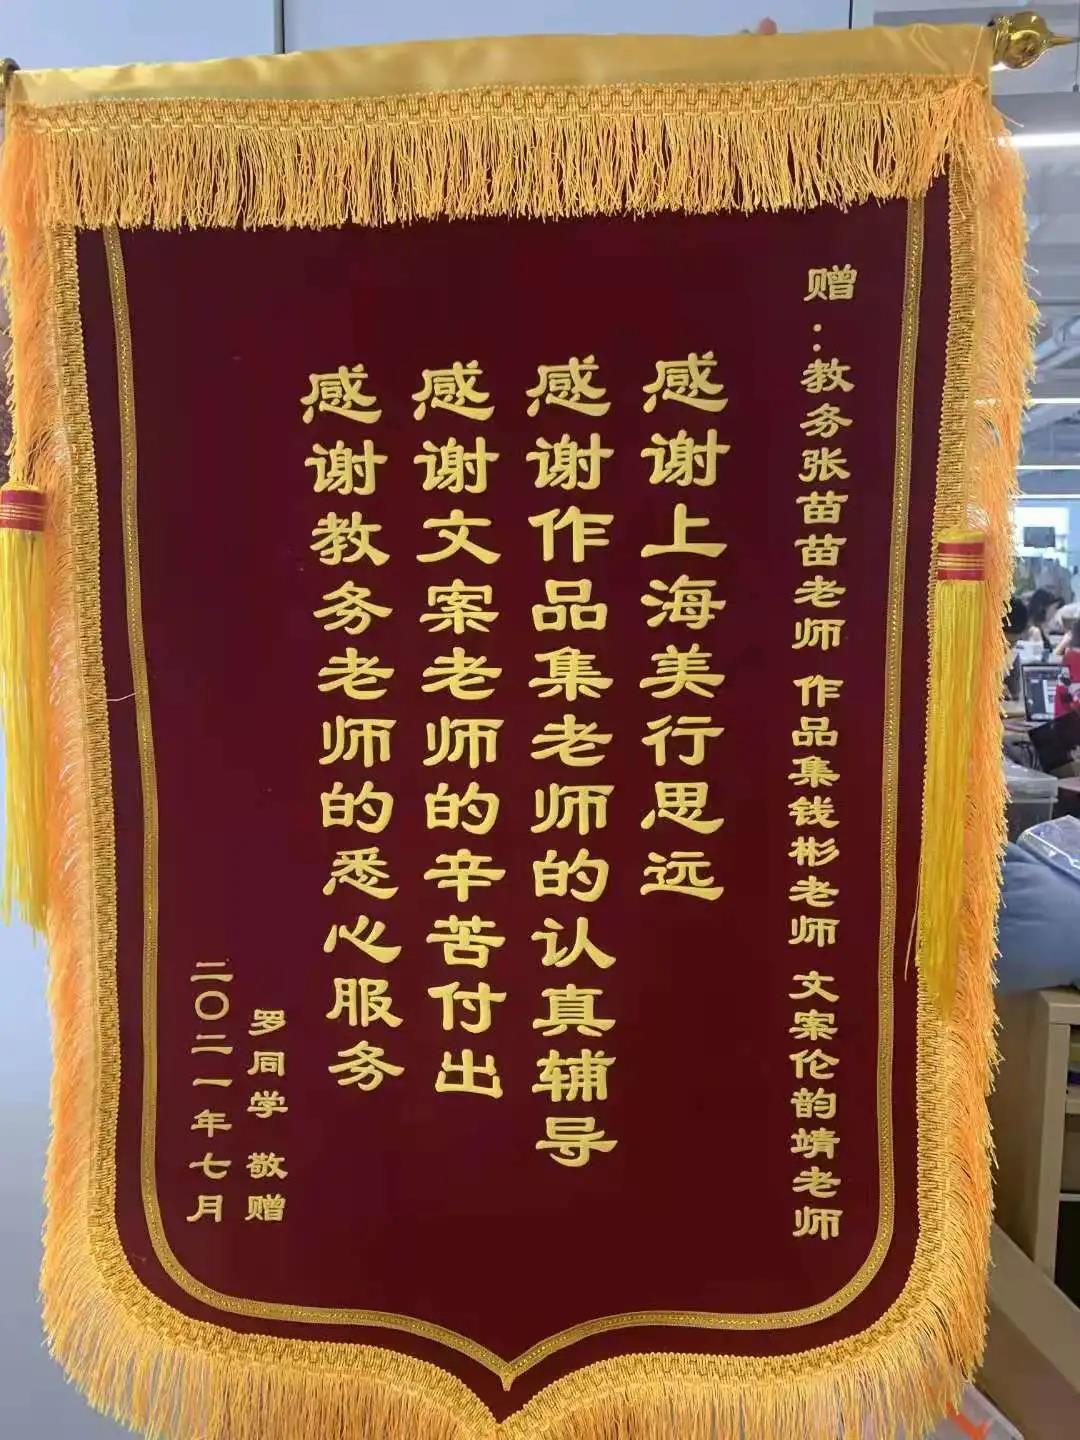 赠：教务张苗苗老师 作品集钱彬老师 文案伦韵靖老师
感谢上海美行思远
感谢作品集老师的认真辅导
感谢文案老师的辛苦付出
感谢教务老师的悉心服务
罗同学 敬赠
二〇二一年七月